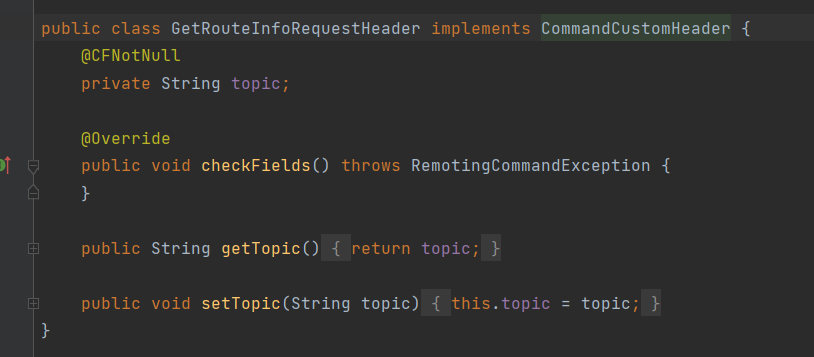 public class GetRouteInfoRequestHeader implements CommandCustomHeader {
@CFNotNull
private String topic;
@Override
public void checkFields() throws RemotingCommandException {
}
public String getTopic() { return topic; }
public void setTopic(String topic) { this.topic = topic; }
}